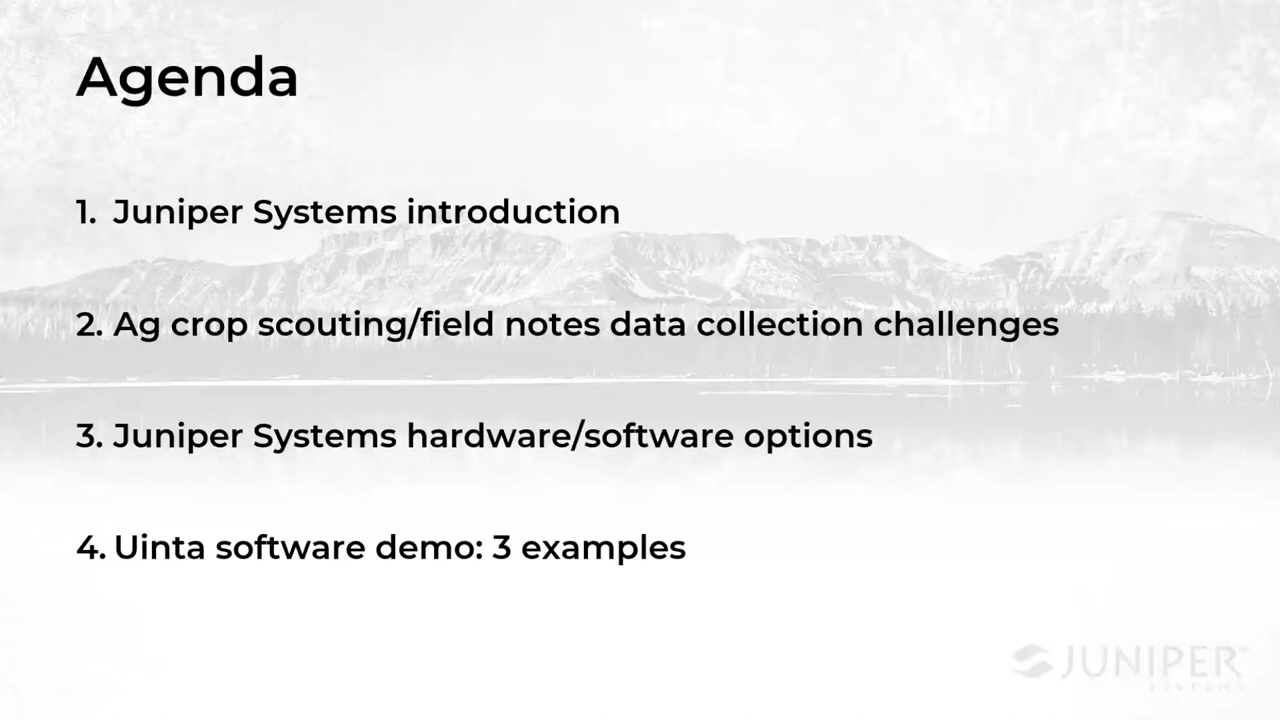 Agenda
1. Juniper Systems introduction
2. Ag crop scouting/field notes data collection challenges
3. Juniper Systems hardware/software options
4. Uinta software demo: 3 examples
JUNIPER
SYSTEMS